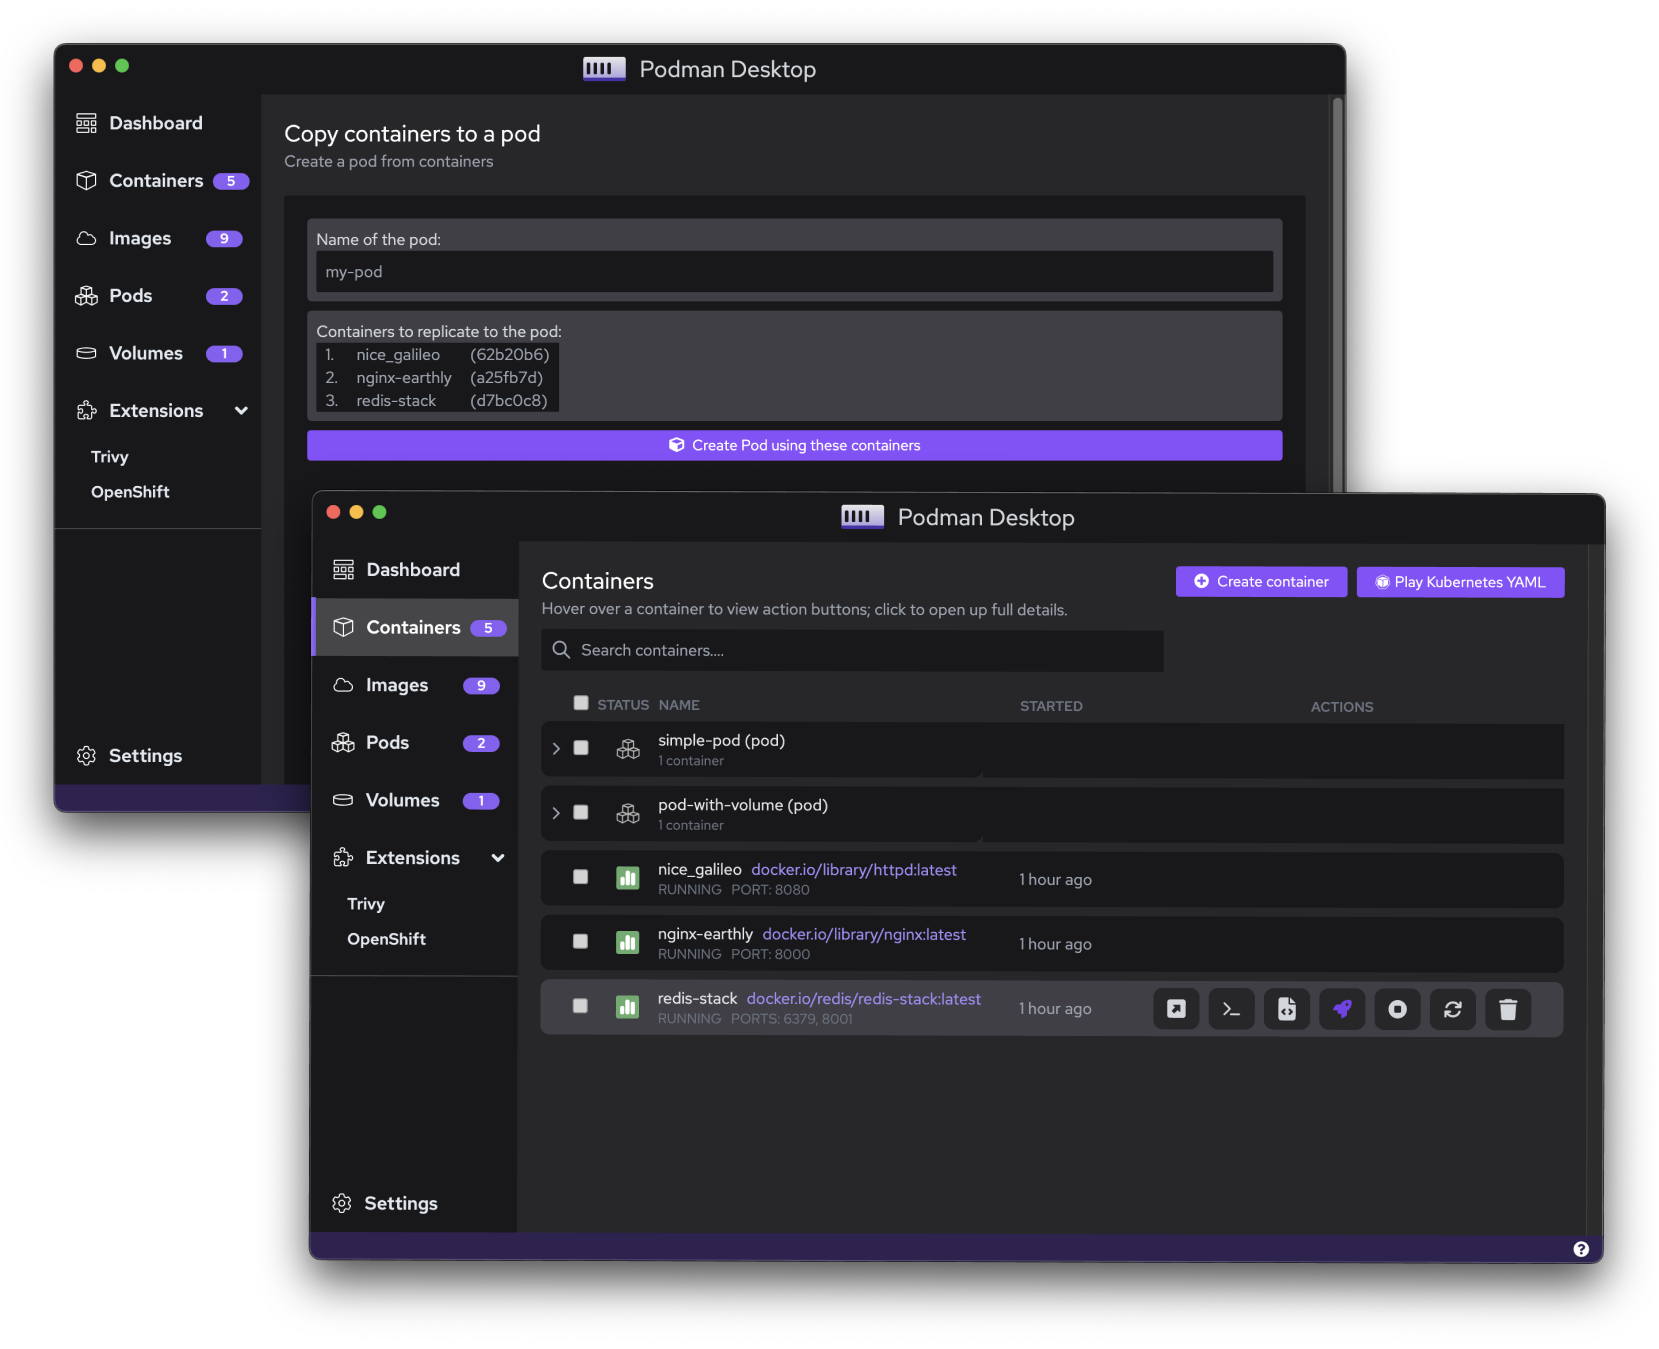 Podman Desktop
Dashboard
Containers 5
Images 9
Pods 2
Volumes 1
Extensions
Trivy
OpenShift
Settings
Copy containers to a pod
Create a pod from containers
Name of the pod:
my-pod
Containers to replicate to the pod:
1. nice_galileo (62b20b6)
2. nginx-earthly (a25fb7d)
3. redis-stack (d7bc0c8)
Create Pod using these containers
Podman Desktop
Dashboard
Containers 5
Images 9
Pods 2
Volumes 1
Extensions
Trivy
OpenShift
Settings
Containers
Hover over a container to view action buttons; click to open up full details.
Create container
Play Kubernetes YAML
Search containers....
STATUS NAME STARTED ACTIONS
simple-pod (pod)
1 container
pod-with-volume (pod)
1 container
nice_galileo docker.io/library/httpd:latest
RUNNING PORT: 8080
1 hour ago
nginx-earthly docker.io/library/nginx:latest
RUNNING PORT: 8000
1 hour ago
redis-stack docker.io/redis/redis-stack:latest
RUNNING PORTS: 6379, 8001
1 hour ago